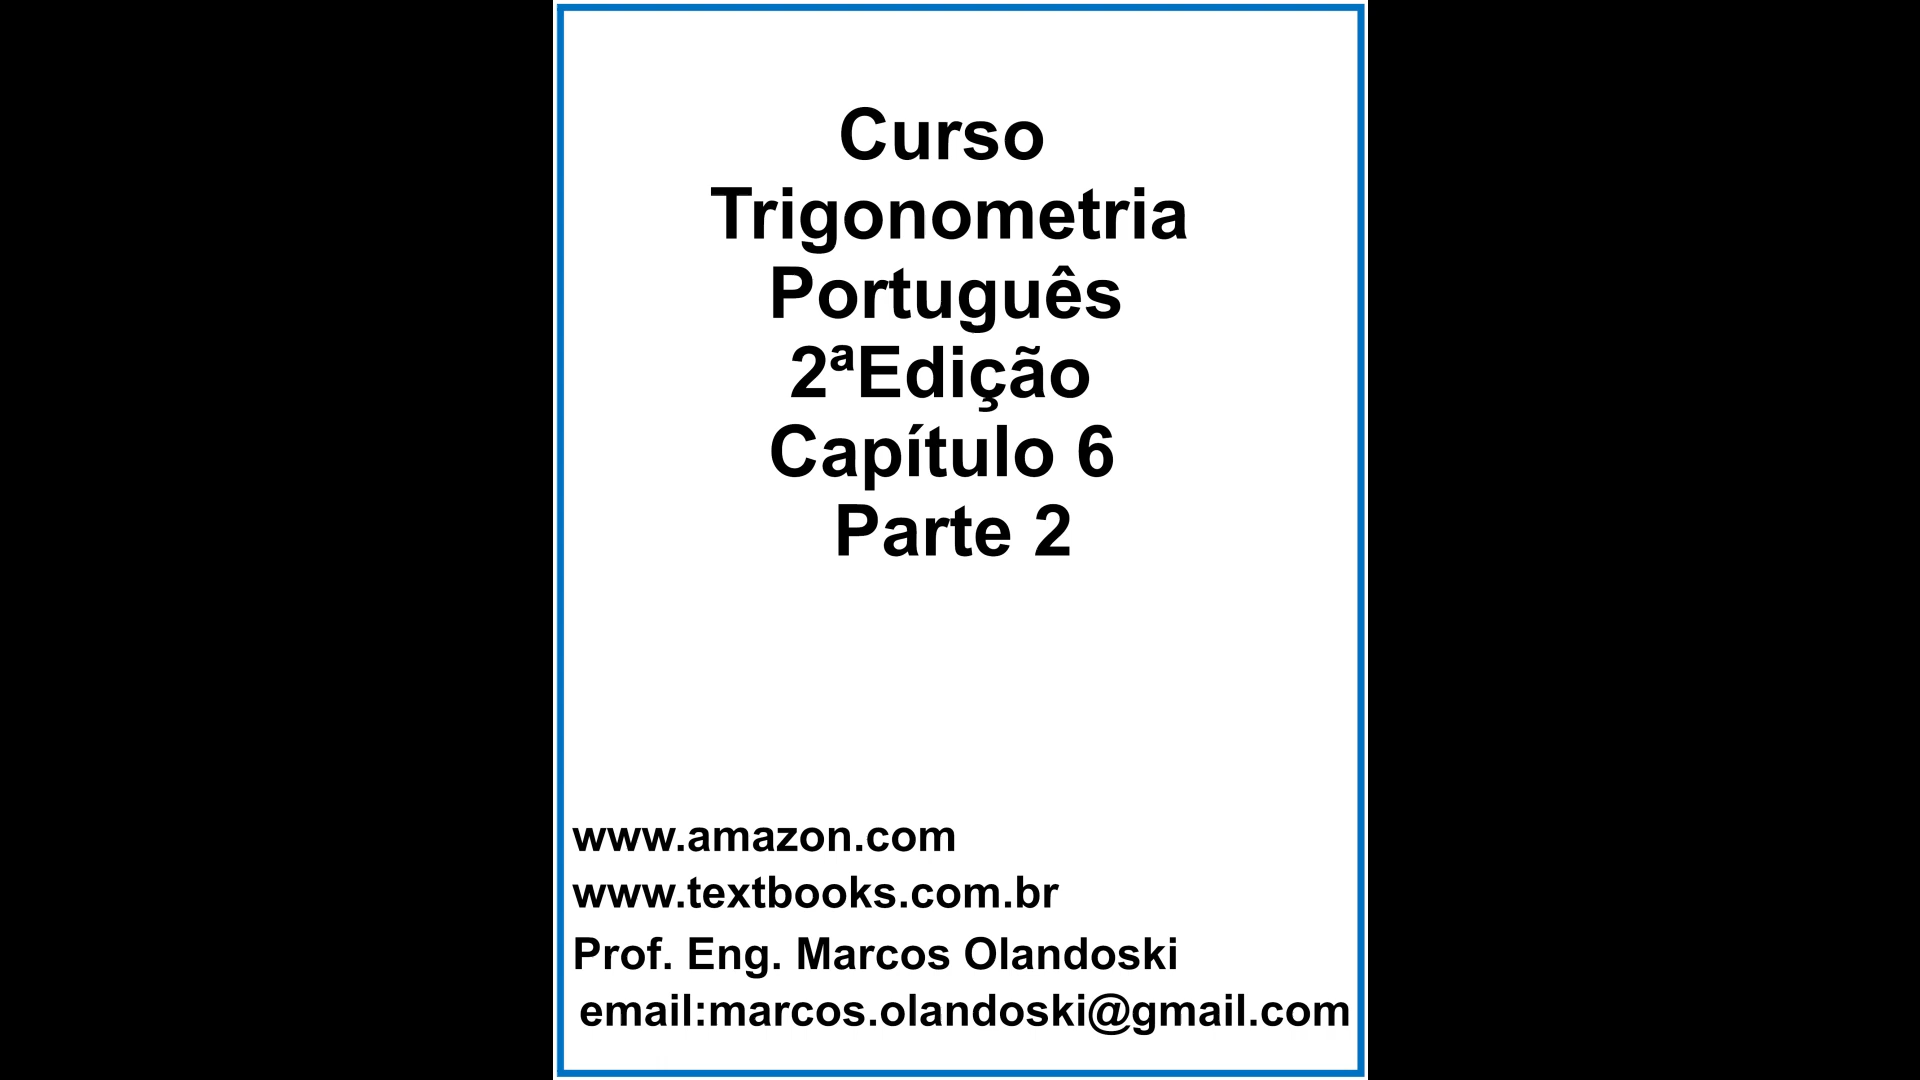 Curso
Trigonometria
Português
2ªEdição
Capítulo 6
Parte 2
www.amazon.com
www.textbooks.com.br
Prof. Eng. Marcos Olandoski
email:marcos.olandoski@gmail.com